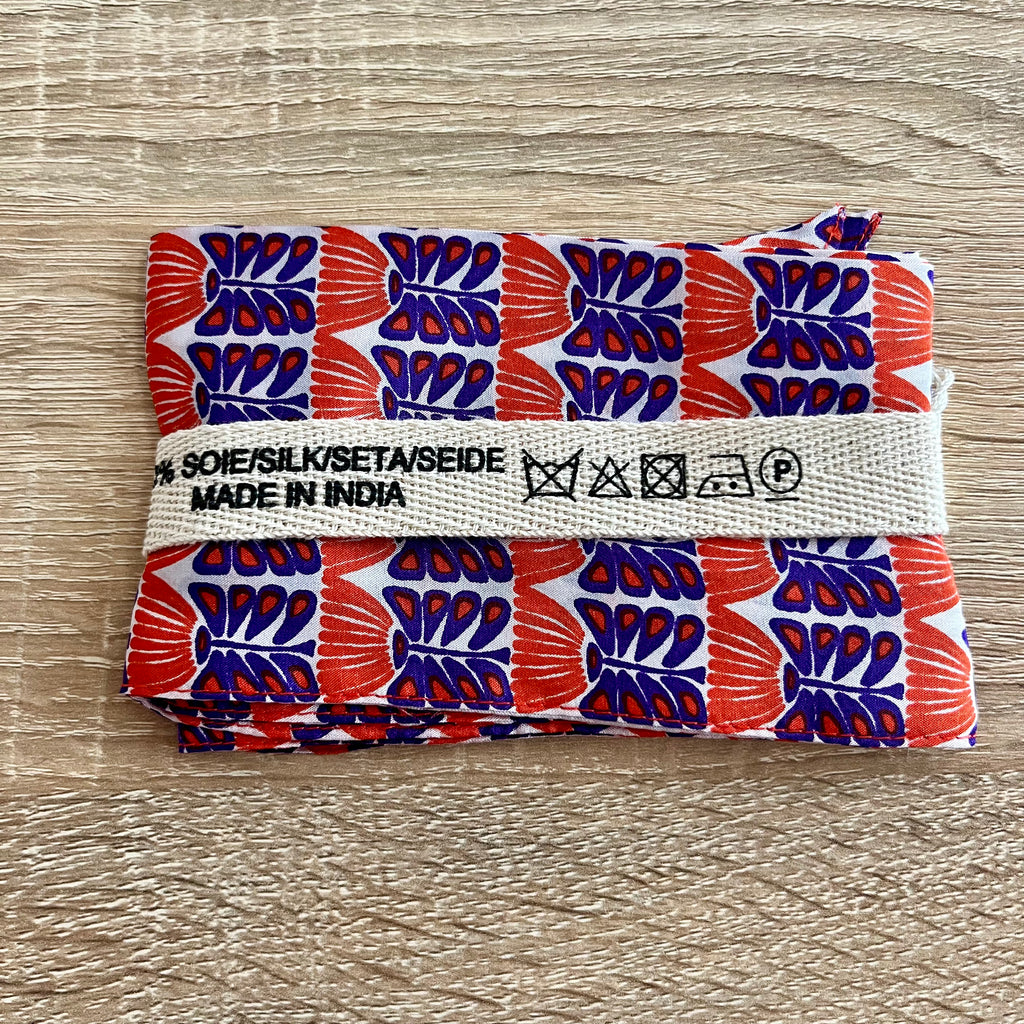 % SOIE/SILK/SETA/SEIDE
MADE IN INDIA
P